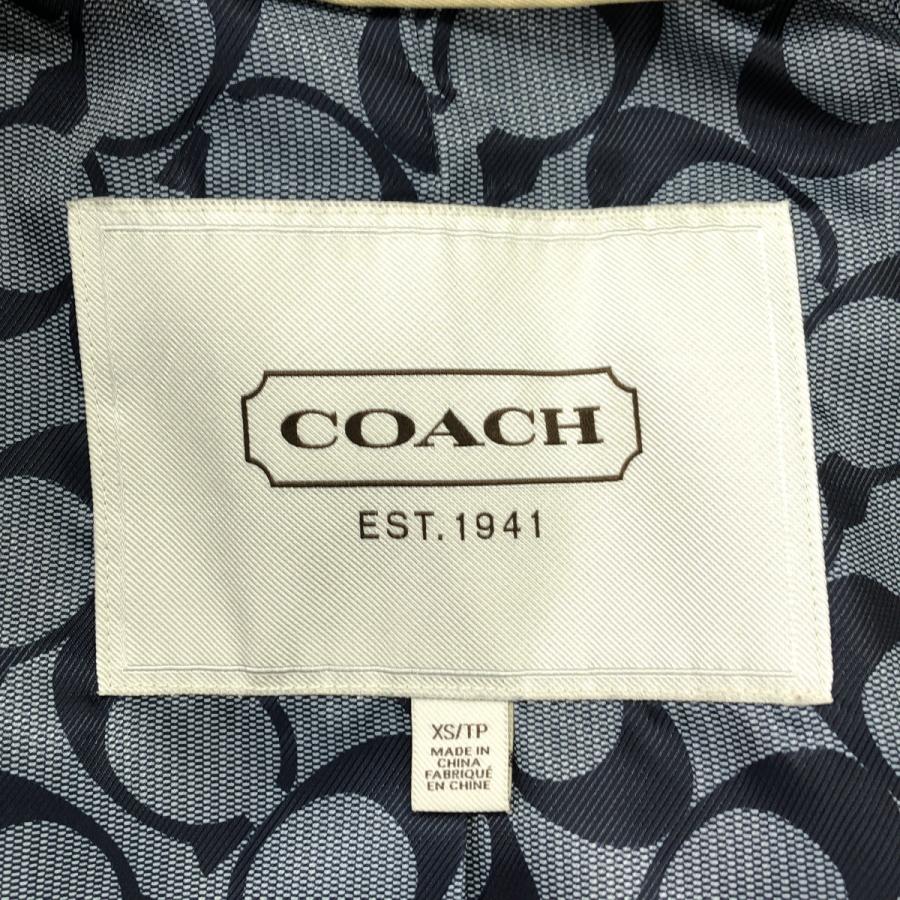 COACH
EST. 1941
XS/TP
MADE IN
CHINA
FABRIQUÉ
EN CHINE